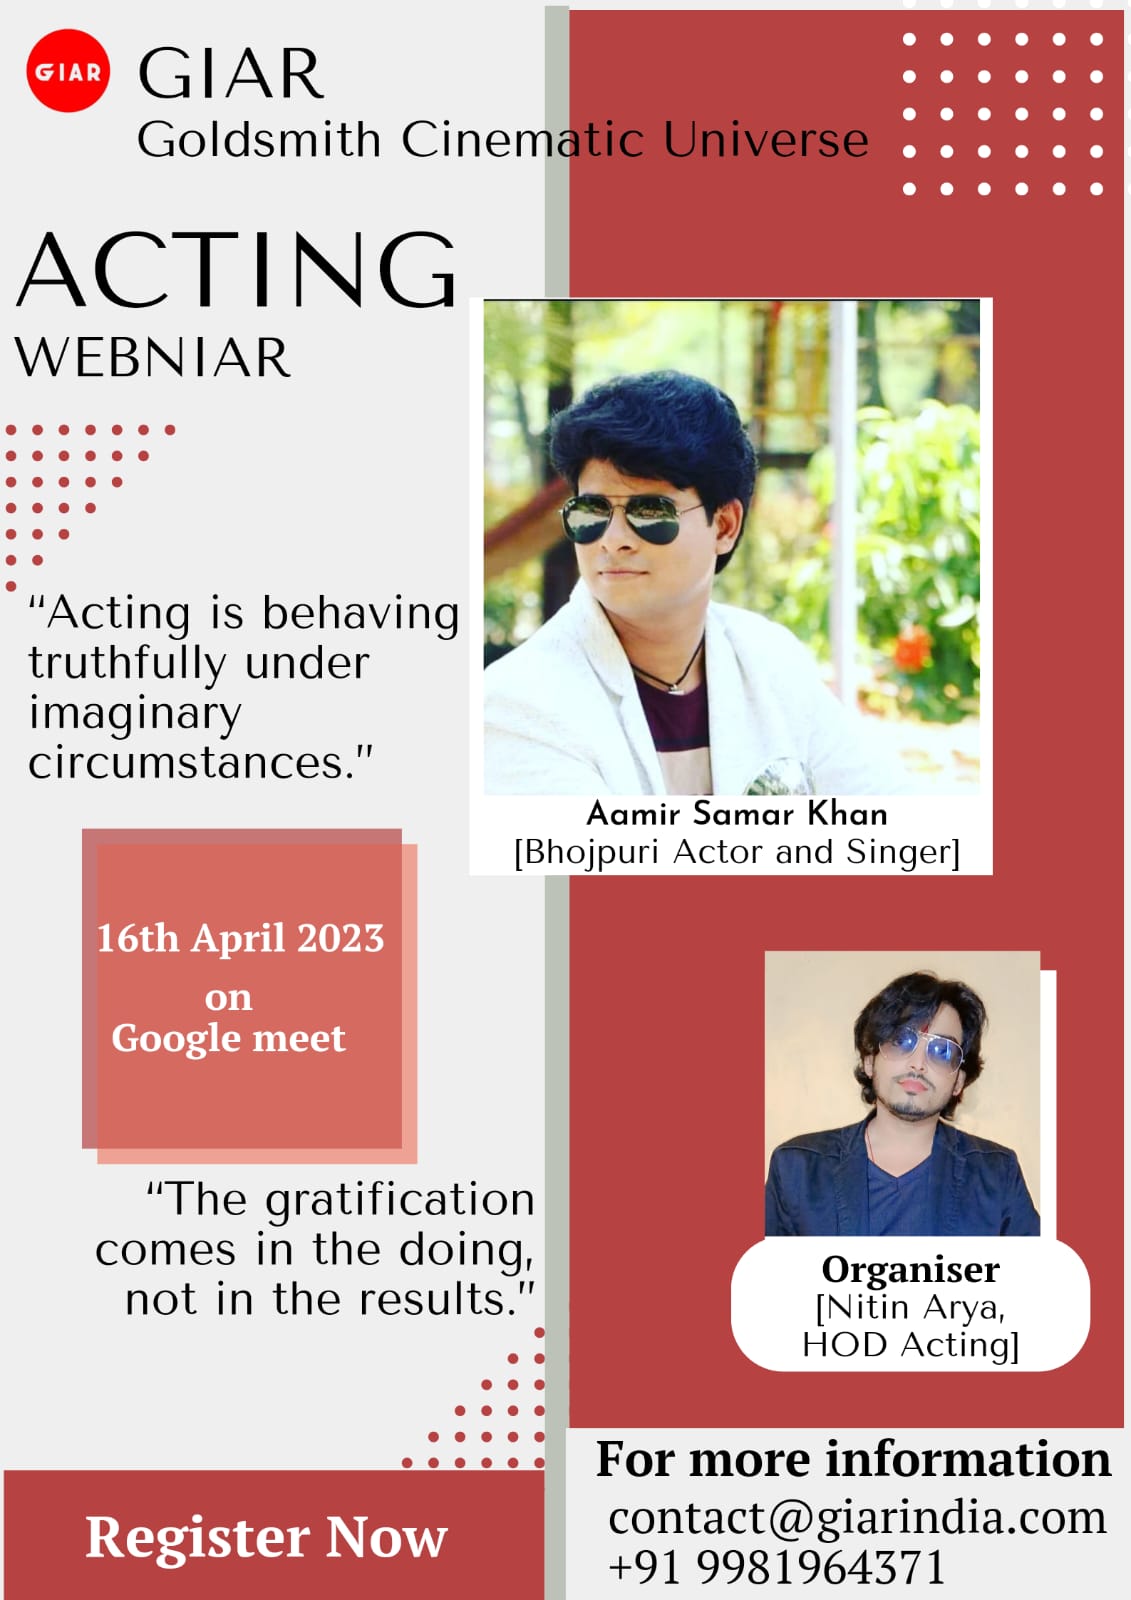 GIAR
GIAR
Goldsmith Cinematic Universe
ACTING
WEBNIAR
“Acting is behaving
truthfully under
imaginary
circumstances.”
Aamir Samar Khan
[Bhojpuri Actor and Singer]
16th April 2023
on
Google meet
“The gratification
comes in the doing,
not in the results.”
Organiser
[Nitin Arya,
HOD Acting]
Register Now
For more information
contact@giarindia.com
+91 9981964371